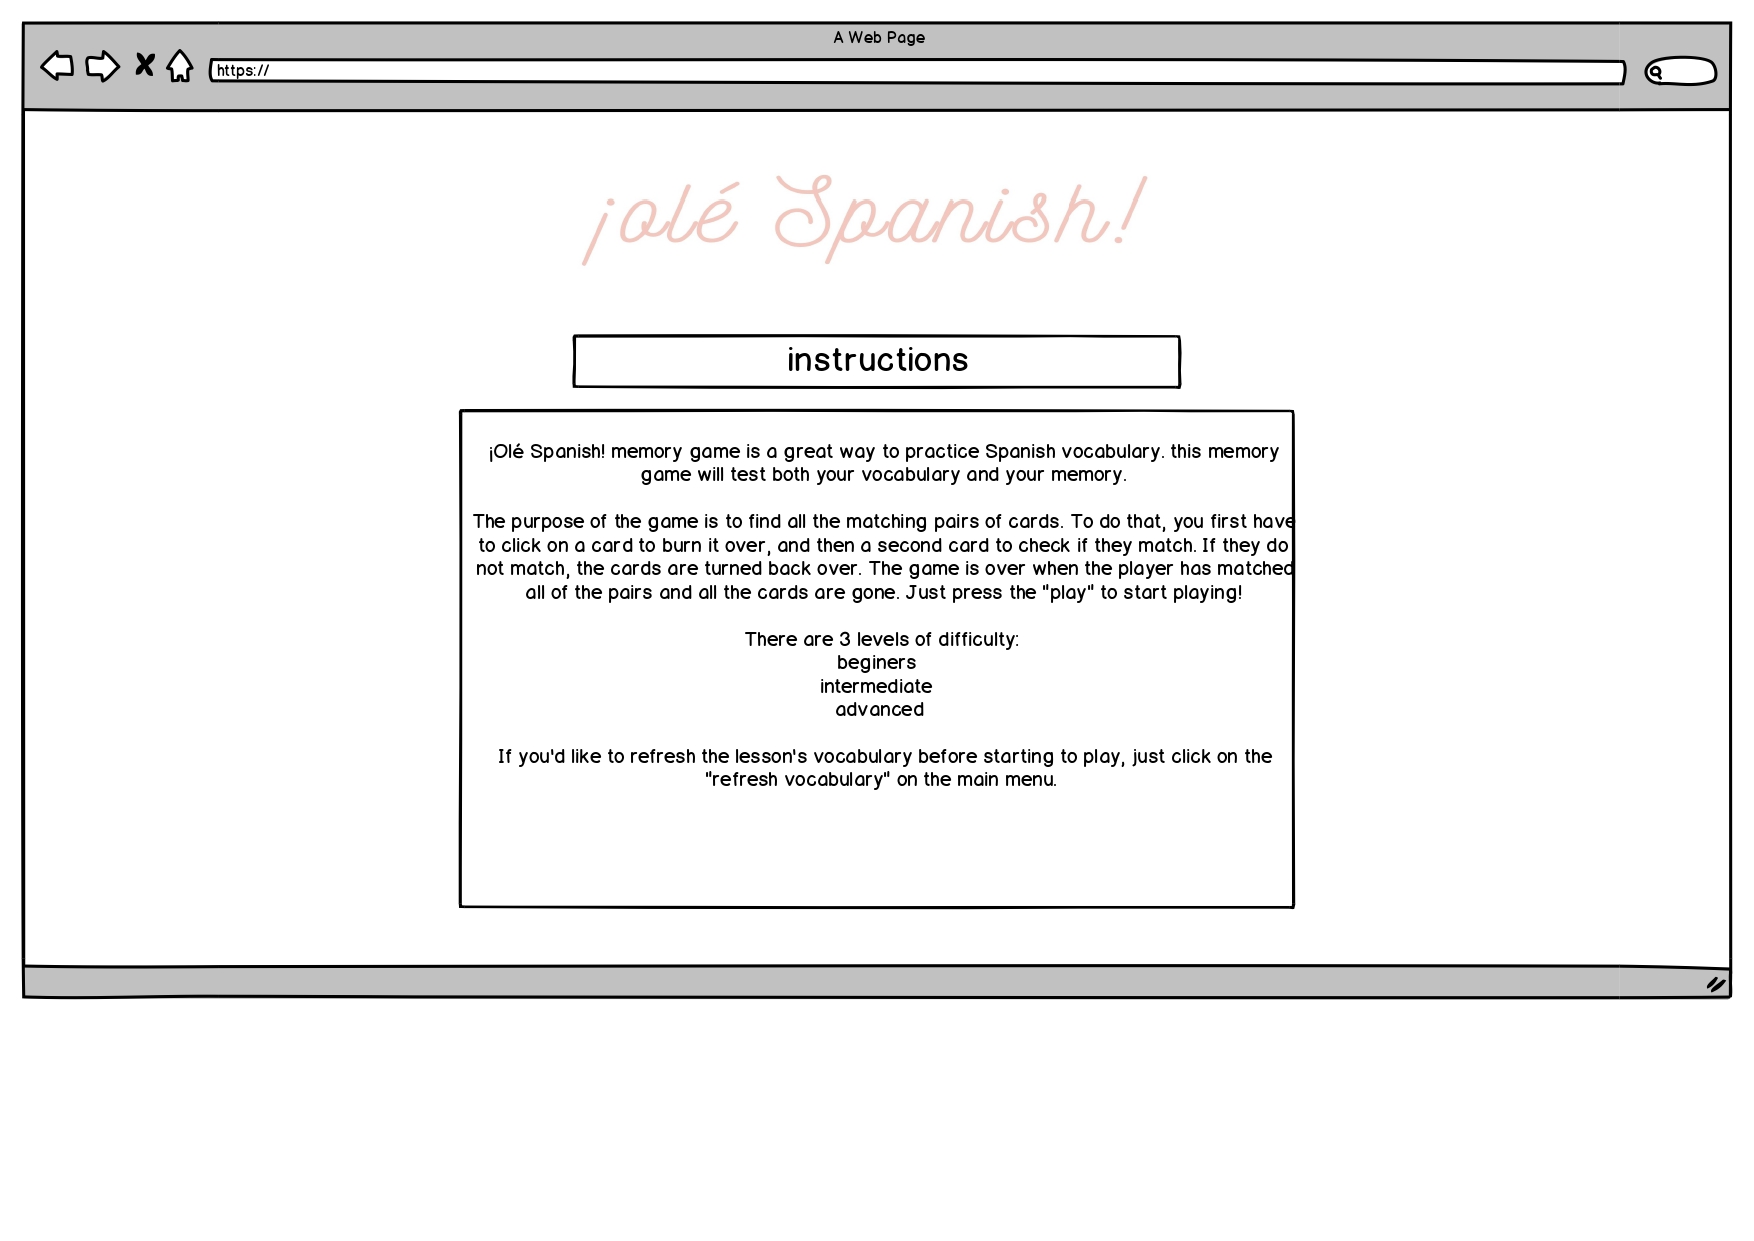 A Web Page
https://
¡olé Spanish!
instructions
¡Olé Spanish! memory game is a great way to practice Spanish vocabulary. this memory
game will test both your vocabulary and your memory.
The purpose of the game is to find all the matching pairs of cards. To do that, you first have
to click on a card to burn it over, and then a second card to check if they match. If they do
not match, the cards are turned back over. The game is over when the player has matched
all of the pairs and all the cards are gone. Just press the "play" to start playing!
There are 3 levels of difficulty:
beginers
intermediate
advanced
If you'd like to refresh the lesson's vocabulary before starting to play, just click on the
"refresh vocabulary" on the main menu.